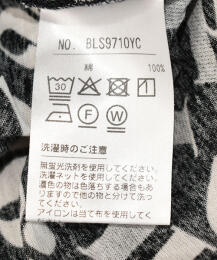 NO. BLS9710YC
綿 100%
30
F W
洗濯時のご注意
無蛍光洗剤を使用してください。
洗濯ネットを使用してください。
濃色の物は色落ちする場合もあ
りますので他の物と分けて洗っ
てください。
アイロンは当て布を使用してく